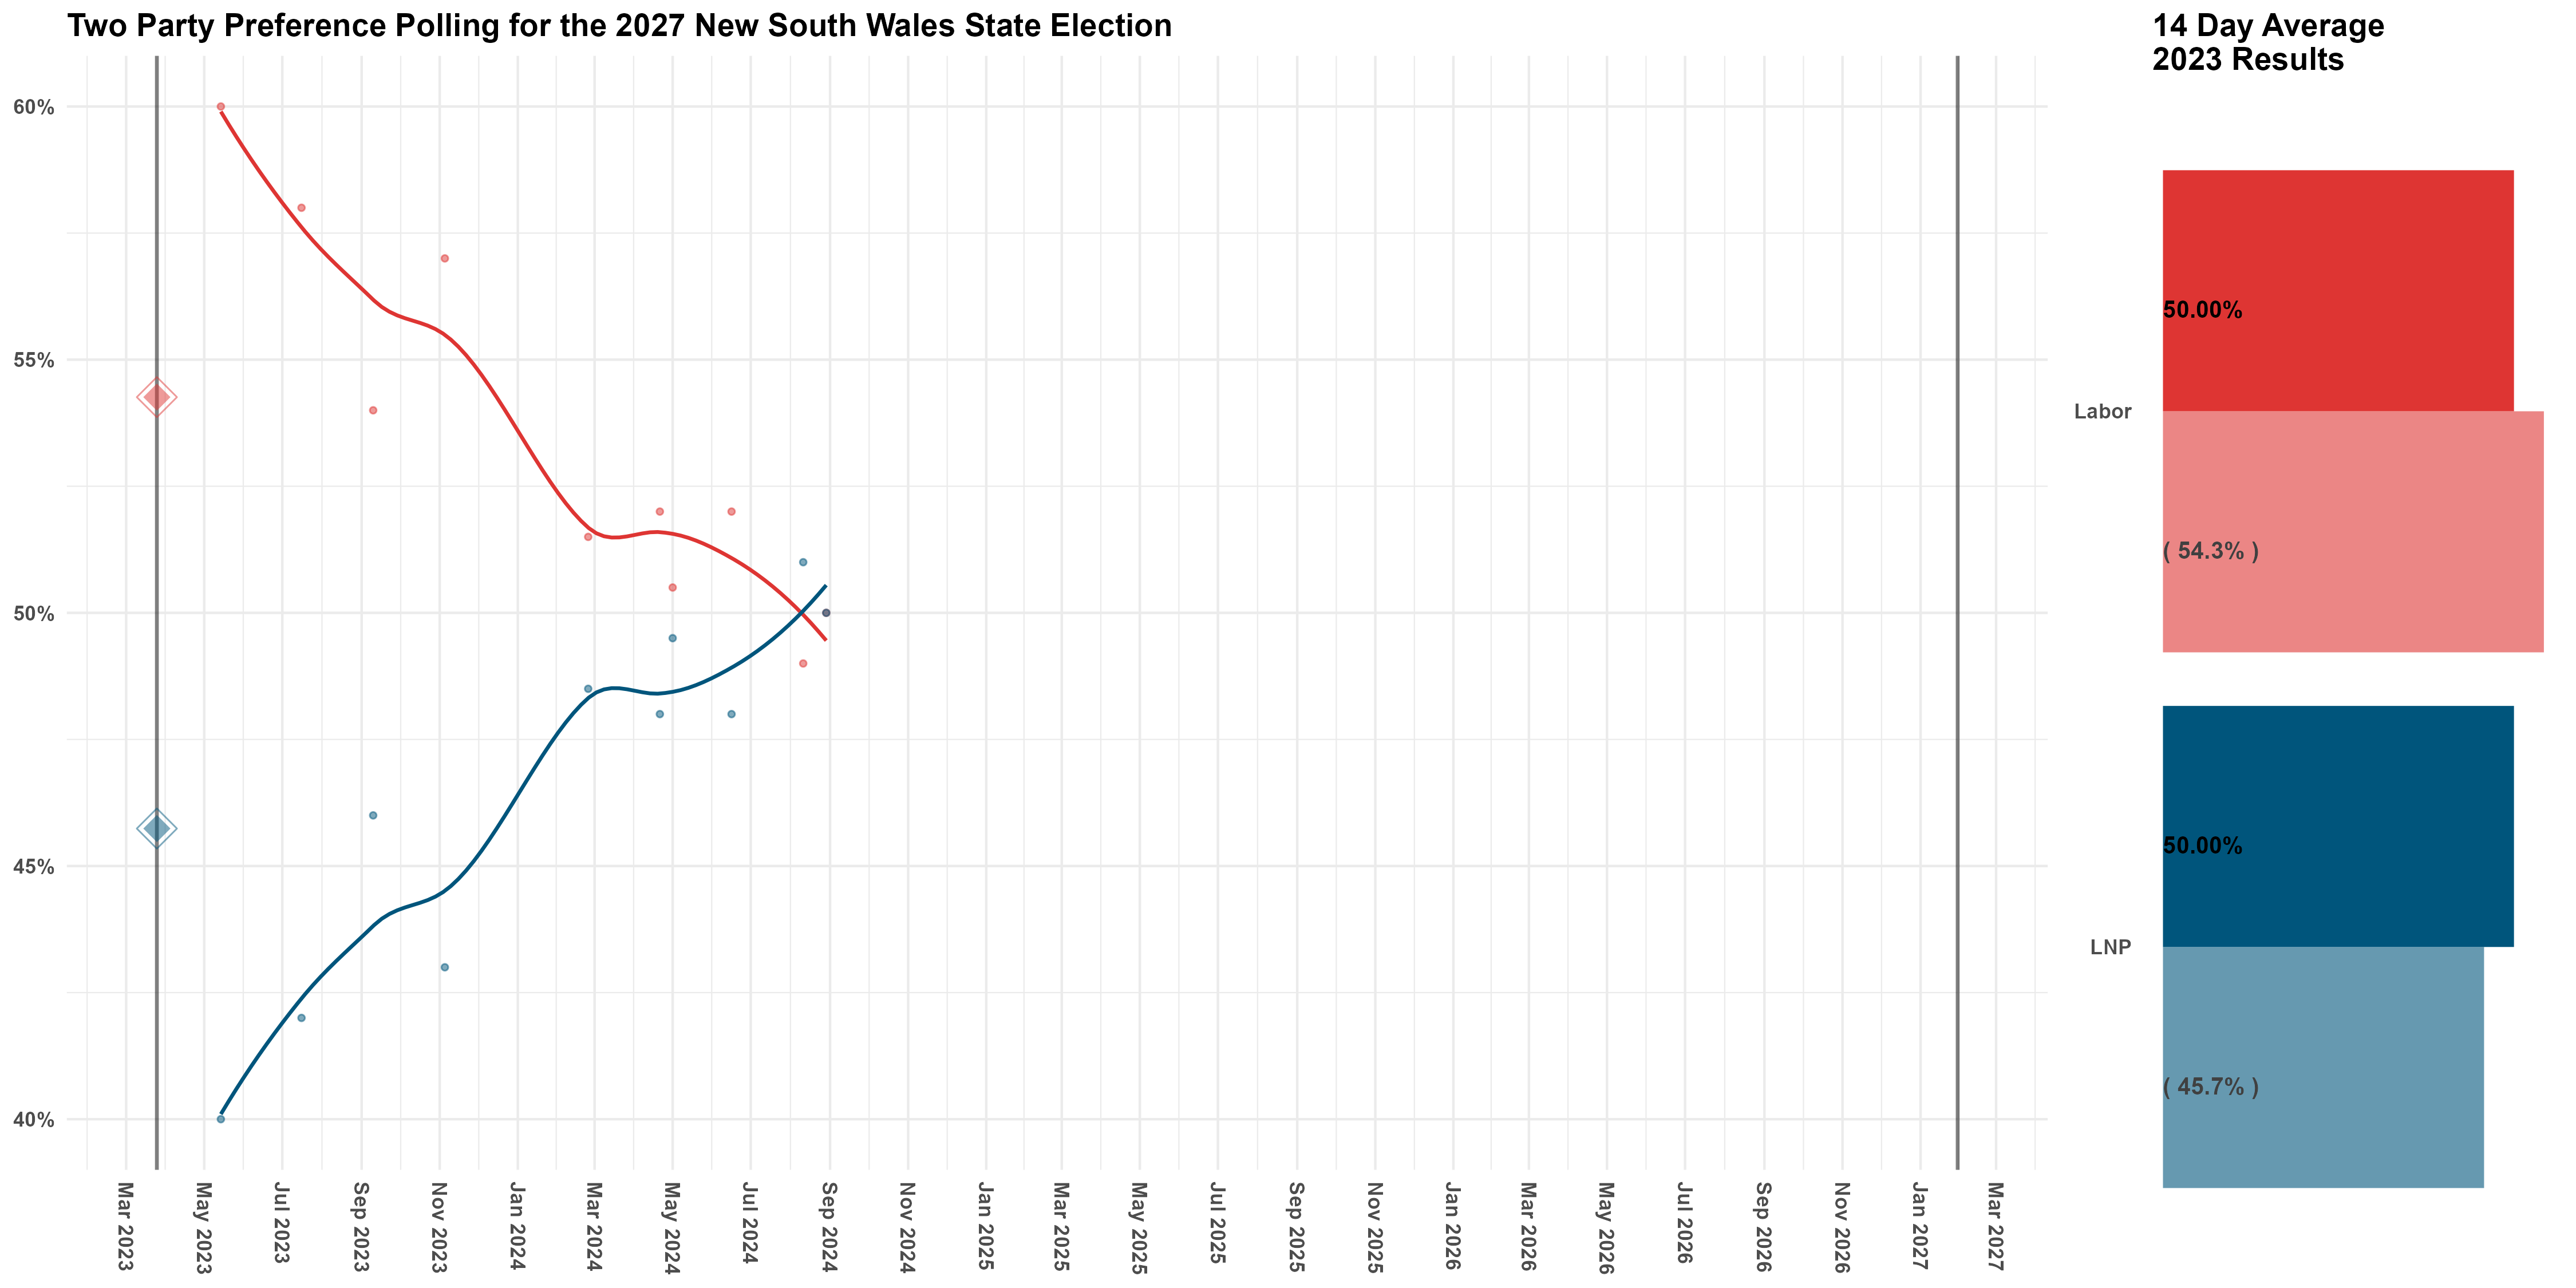 Two Party Preference Polling for the 2027 New South Wales State Election
14 Day Average
2023 Results
60%
55%
50%
45%
40%
Mar 2023
May 2023
Jul 2023
Sep 2023
Nov 2023
Jan 2024
Mar 2024
May 2024
Jul 2024
Sep 2024
Nov 2024
Jan 2025
Mar 2025
May 2025
Jul 2025
Sep 2025
Nov 2025
Jan 2026
Mar 2026
May 2026
Jul 2026
Sep 2026
Nov 2026
Jan 2027
Mar 2027
Labor
50.00%
( 54.3% )
LNP
50.00%
( 45.7% )